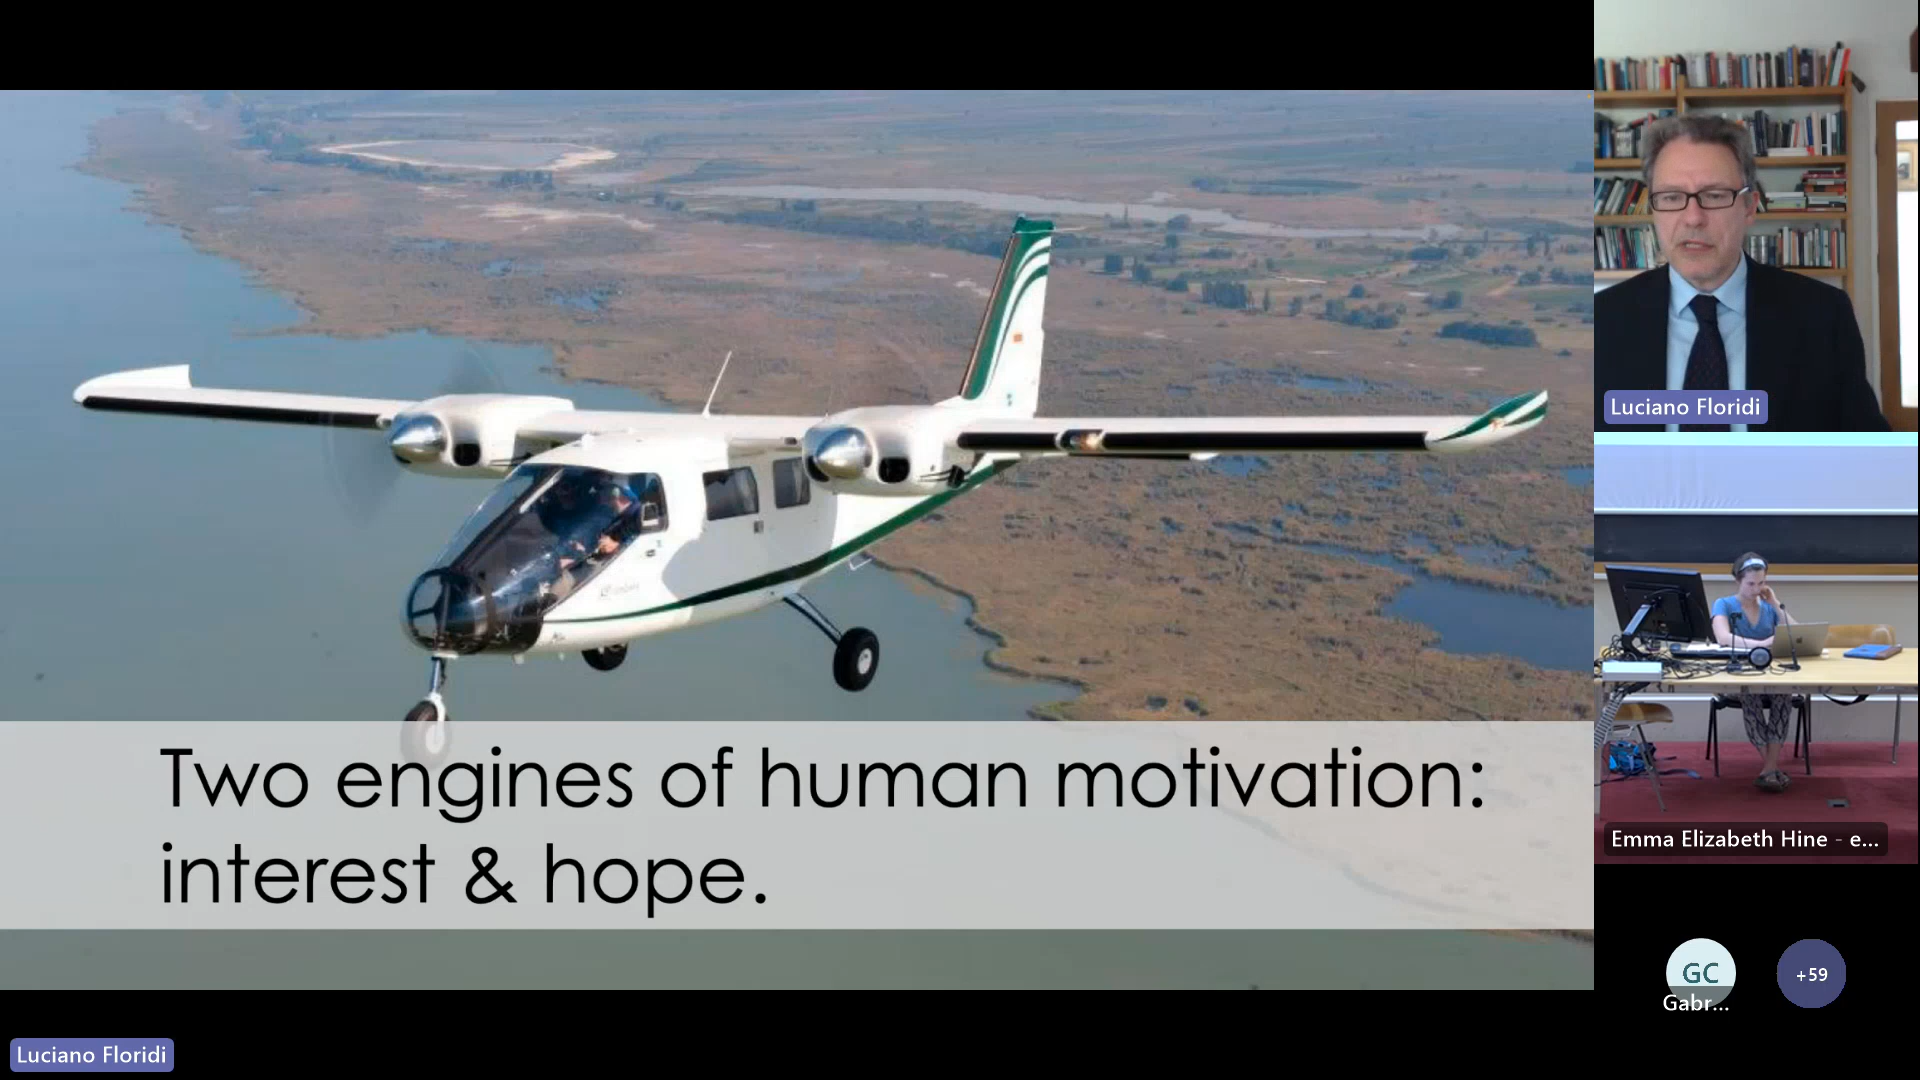 Two engines of human motivation:
interest & hope.
Luciano Floridi
Emma Elizabeth Hine - e...
GC
Gabr...
+59
Luciano Floridi